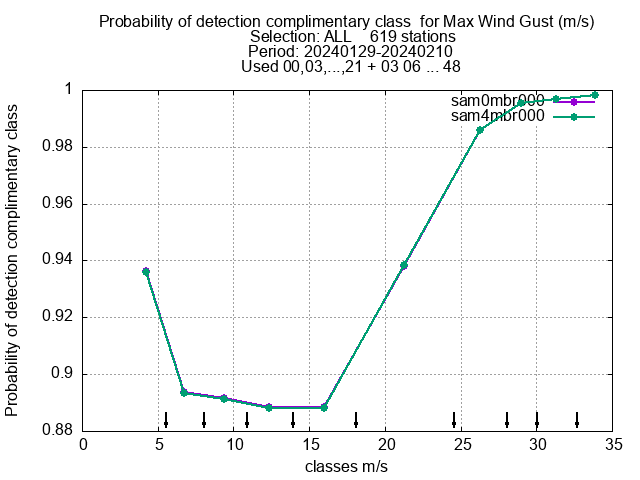 Probability of detection complimentary class  for Max Wind Gust (m/s)
Selection: ALL    619 stations
Period: 20240129-20240210
Used 00,03,...,21 + 03 06 ... 48
sam0mbr000
sam4mbr000
1
0.98
0.96
0.94
0.92
0.9
0.88
Probability of detection complimentary class
0 5 10 15 20 25 30 35
classes m/s